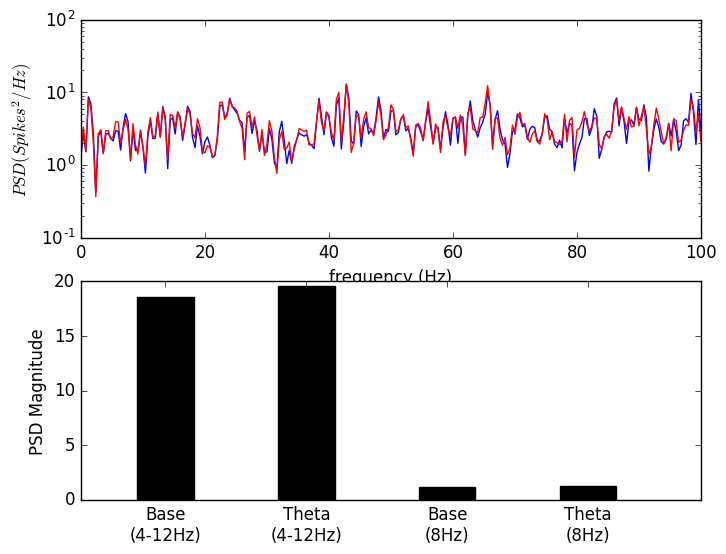 10^2
10^1
10^0
10^-1
PSD(Spikes^2/Hz)
0 20 40 60 80 100
frequency (Hz)
20
15
10
5
0
PSD Magnitude
Base Theta Base Theta
(4-12Hz) (4-12Hz) (8Hz) (8Hz)